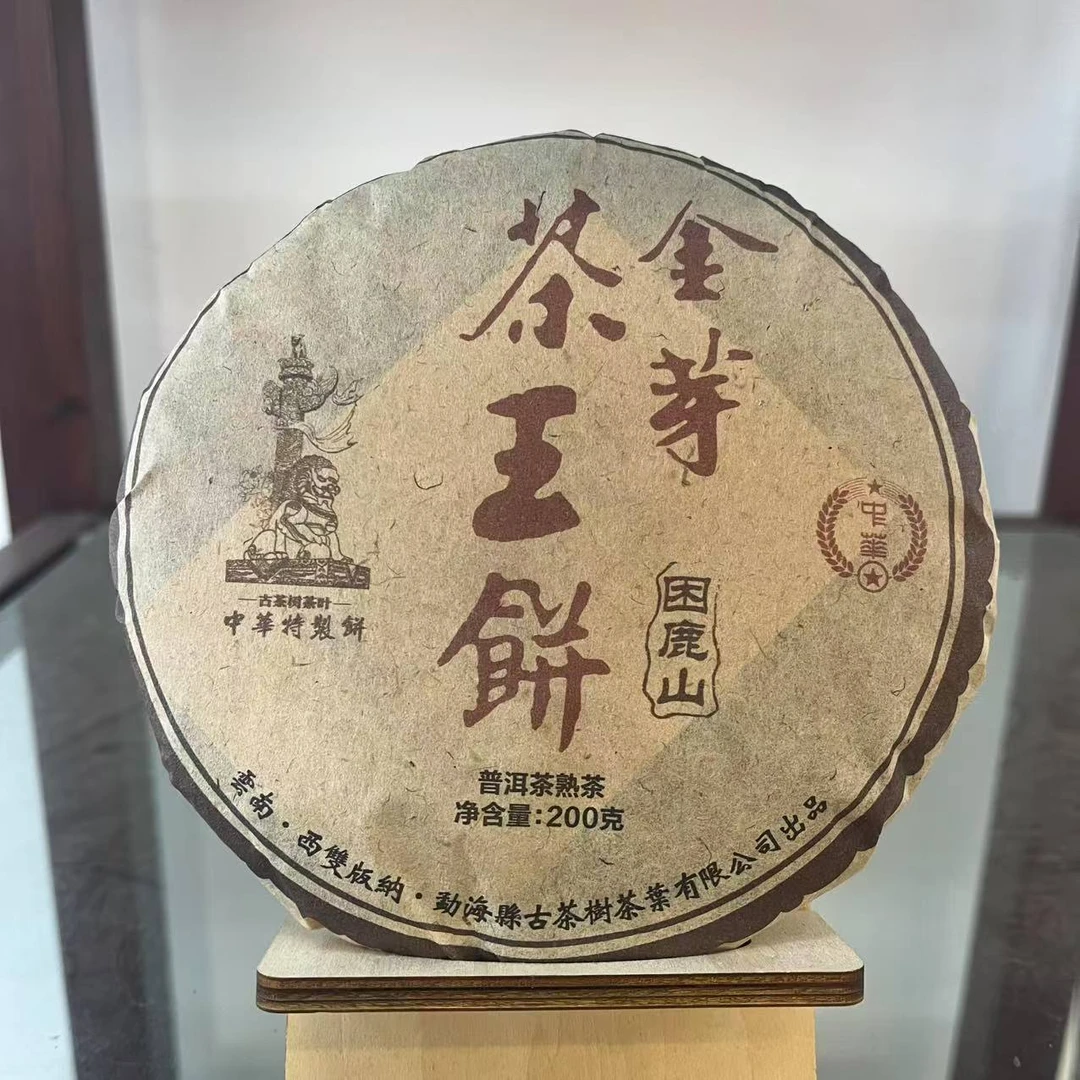 金芽
茶王餅
困鹿山
中華
古茶树茶叶
中華特製餅
普洱茶熟茶
净含量:200克
雲南·西雙版納·勐海縣古茶樹茶葉有限公司出品